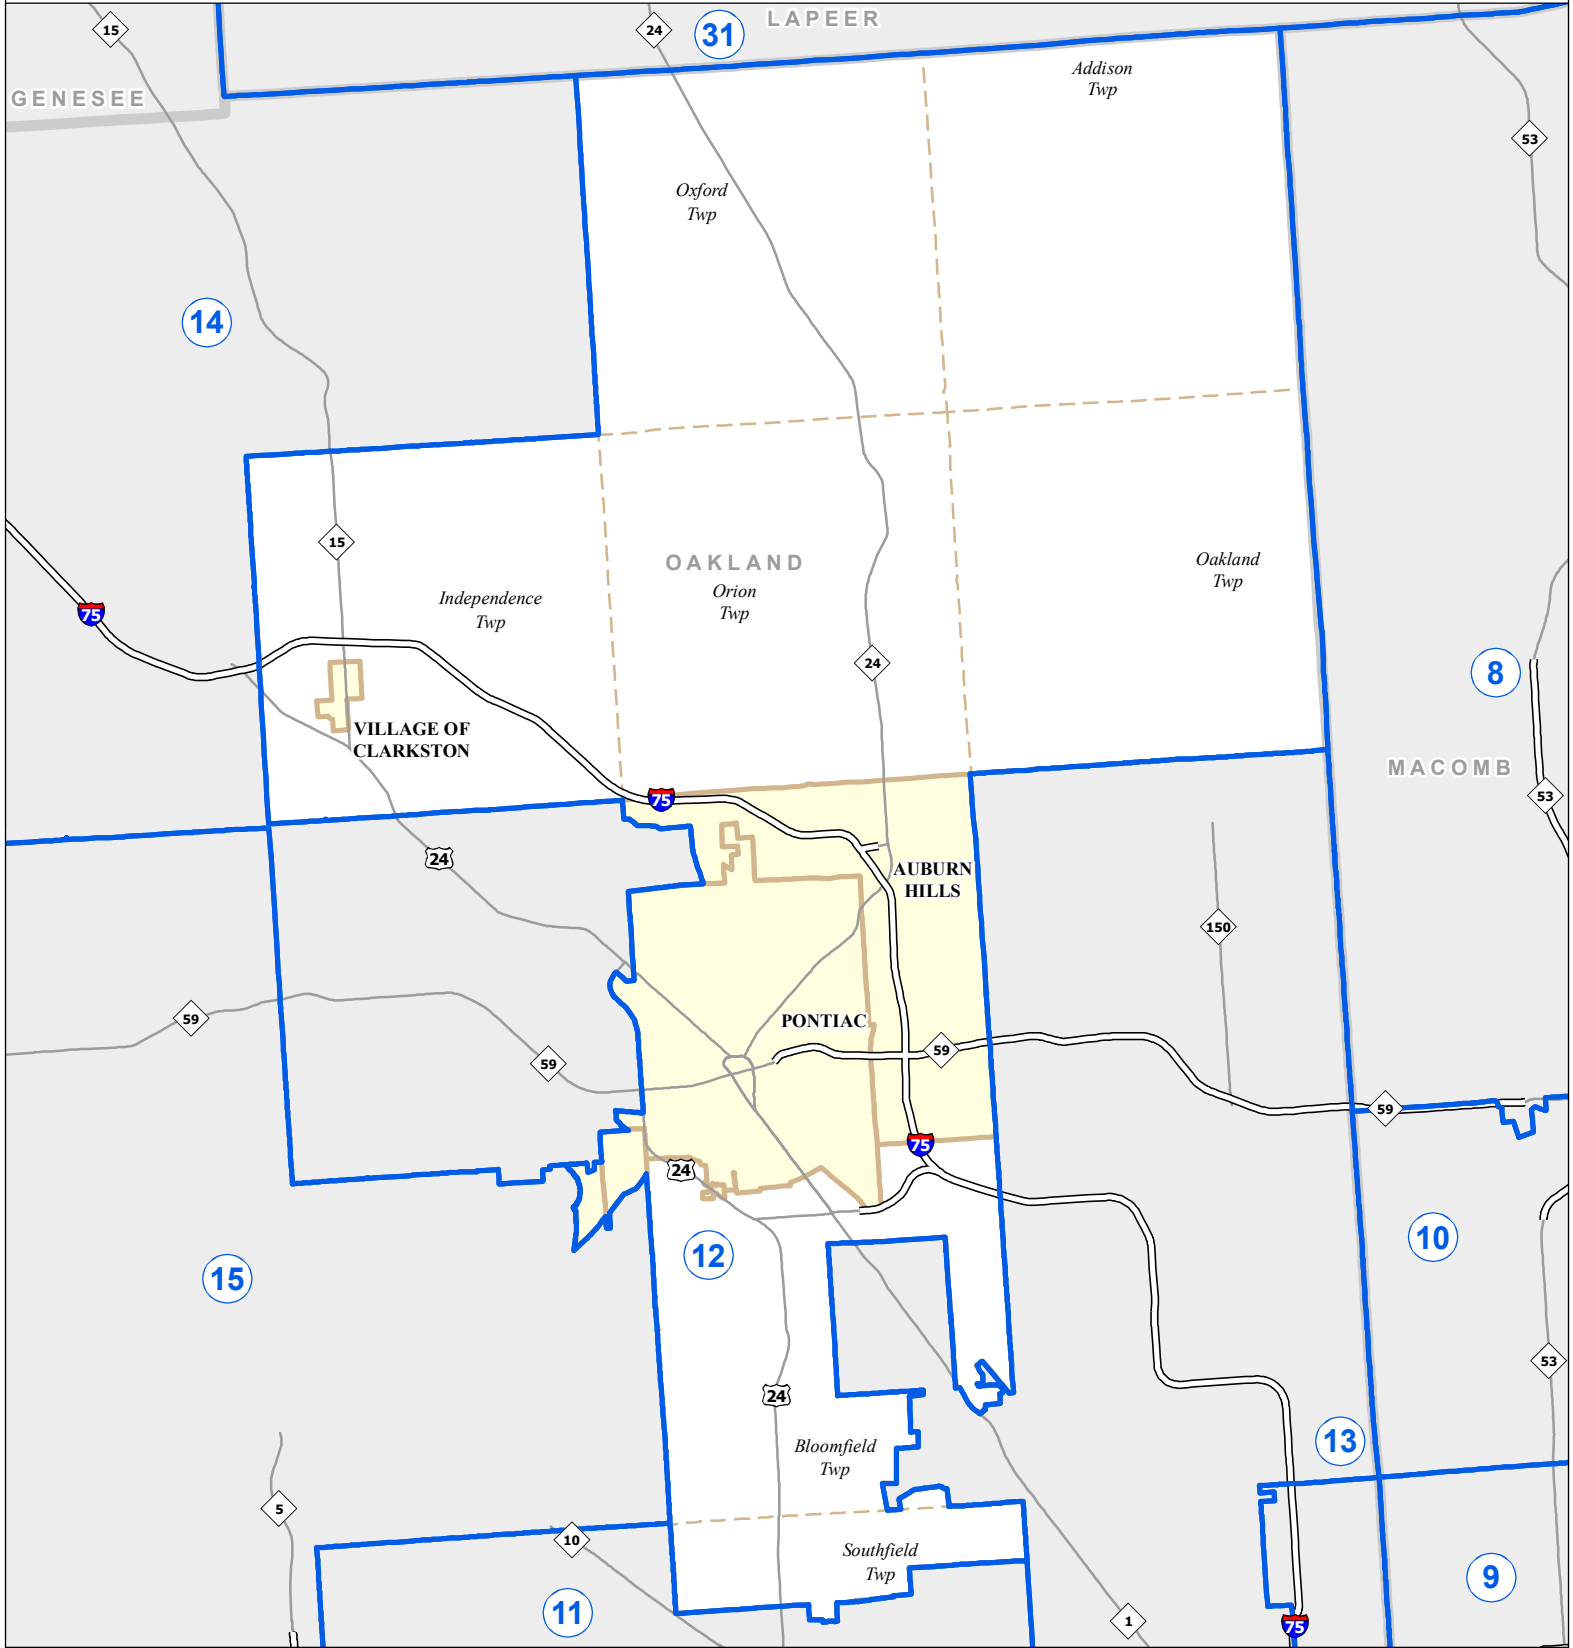 LAPEER
15
24
31
GENESEE
Addison
Twp
53
Oxford
Twp
14
15
OAKLAND
Orion
Twp
Oakland
Twp
Independence
Twp
75
24
8
VILLAGE OF
CLARKSTON
MACOMB
75
53
24
AUBURN
HILLS
150
59
PONTIAC
59
59
59
75
24
12
10
15
53
24
13
Bloomfield
Twp
5
10
Southfield
Twp
9
11
1
75